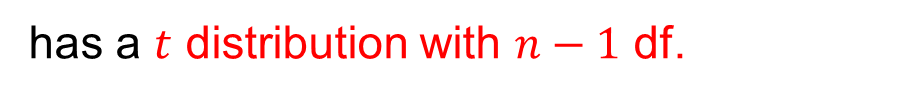 has a t distribution with n − 1 df.